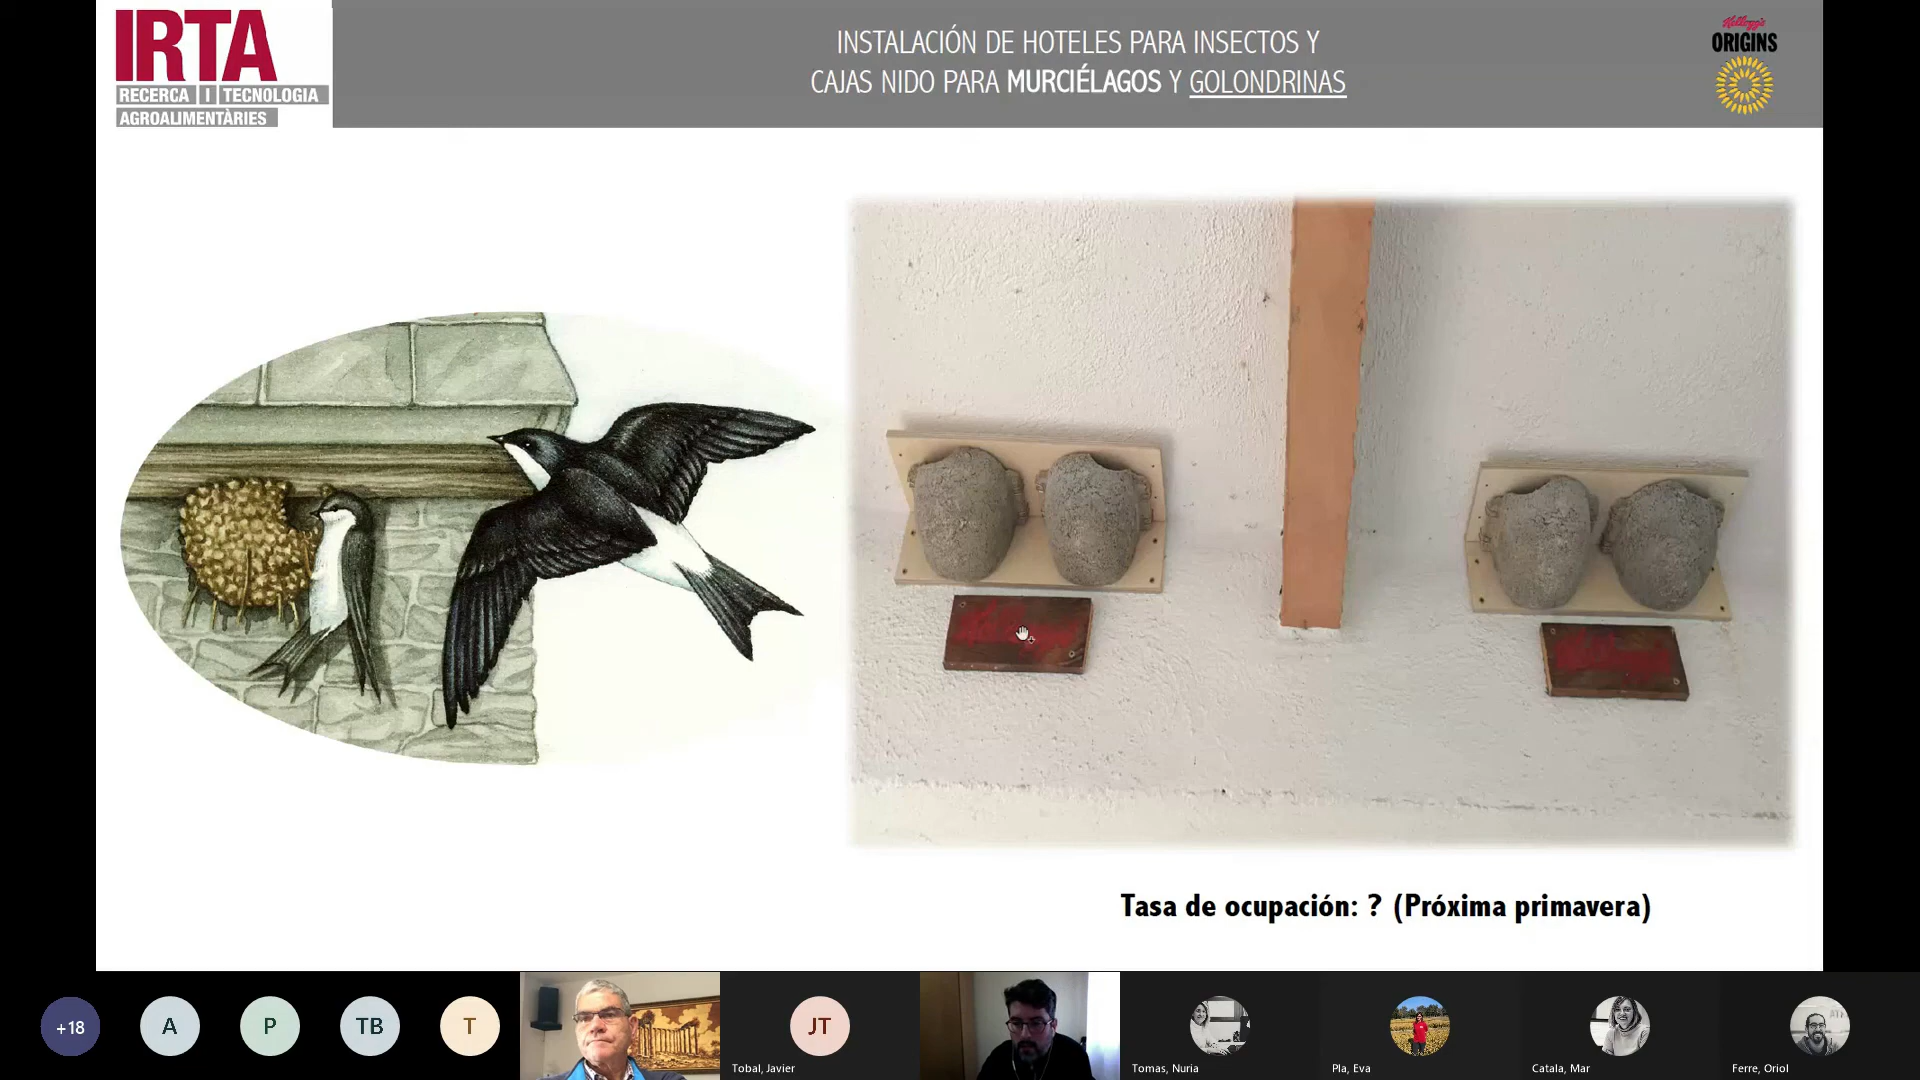 IRTA
RECERCA I TECNOLOGIA
AGROALIMENTÀRIES
INSTALACIÓN DE HOTELES PARA INSECTOS Y
CAJAS NIDO PARA MURCIÉLAGOS Y GOLONDRINAS
Kellogg's
ORIGINS
Tasa de ocupación: ? (Próxima primavera)
+18
A
P
TB
T
JT
Tobal, Javier
Tomas, Nuria
Pla, Eva
Catala, Mar
Ferre, Oriol